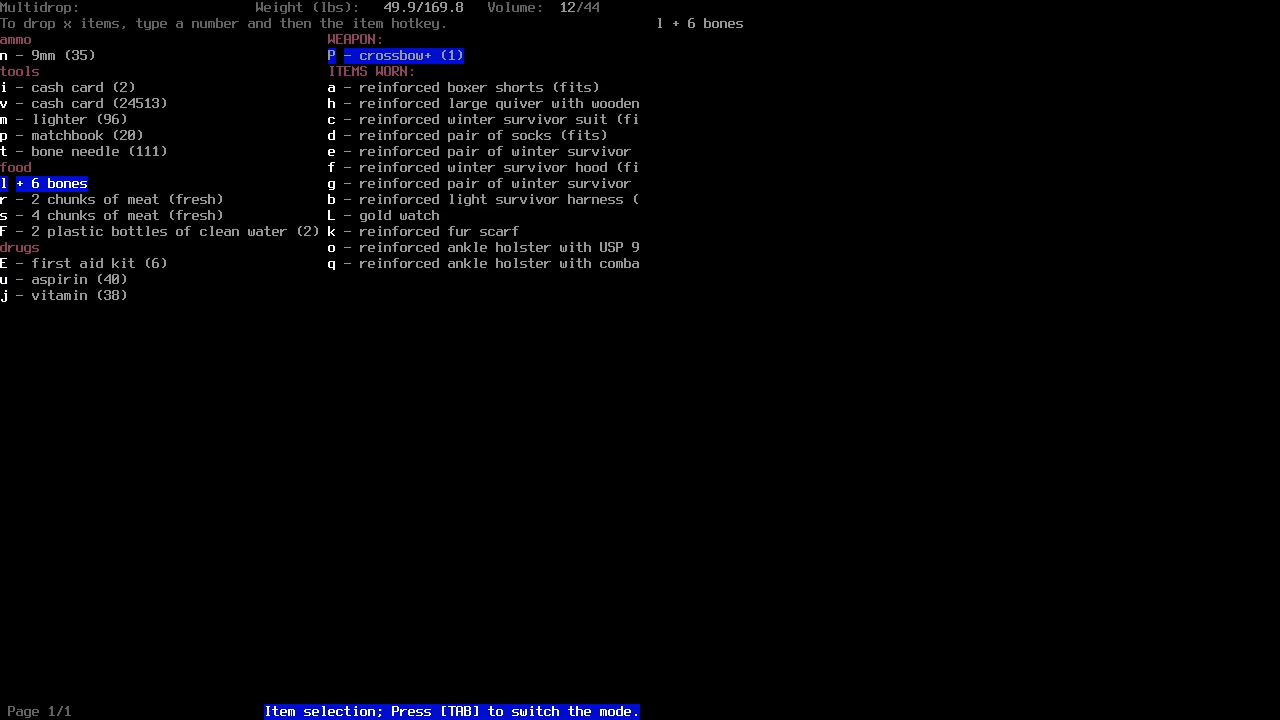 Multidrop: Weight (lbs): 49.9/169.8 Volume: 12/44
To drop x items, type a number and then the item hotkey. l + 6 bones
ammo
n - 9mm (35)
tools
i - cash card (2)
v - cash card (24513)
m - lighter (96)
p - matchbook (20)
t - bone needle (111)
food
l + 6 bones
r - 2 chunks of meat (fresh)
s - 4 chunks of meat (fresh)
F - 2 plastic bottles of clean water (2)
drugs
E - first aid kit (6)
u - aspirin (40)
j - vitamin (38)
WEAPON:
P - crossbow+ (1)
ITEMS WORN:
a - reinforced boxer shorts (fits)
h - reinforced large quiver with wooden
c - reinforced winter survivor suit (fi
d - reinforced pair of socks (fits)
e - reinforced pair of winter survivor
f - reinforced winter survivor hood (fi
g - reinforced pair of winter survivor
b - reinforced light survivor harness (
L - gold watch
k - reinforced fur scarf
o - reinforced ankle holster with USP 9
q - reinforced ankle holster with comba
Page 1/1 Item selection; Press [TAB] to switch the mode.